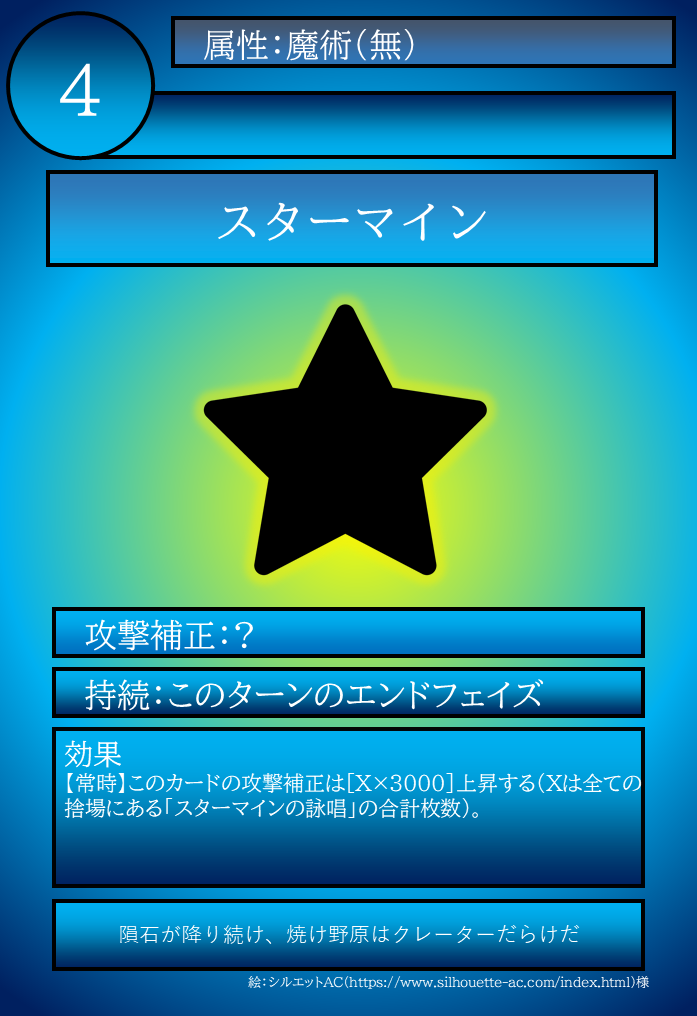 属性：魔術（無）
4
スターマイン
攻撃補正：？
持続：このターンのエンドフェイズ
効果
【常時】このカードの攻撃補正は[X×3000]上昇する（Xは全ての
捨場にある「スターマインの詠唱」の合計枚数）。
隕石が降り続け、焼け野原はクレーターだらけだ
絵：シルエットAC（https://www.silhouette-ac.com/index.html）様